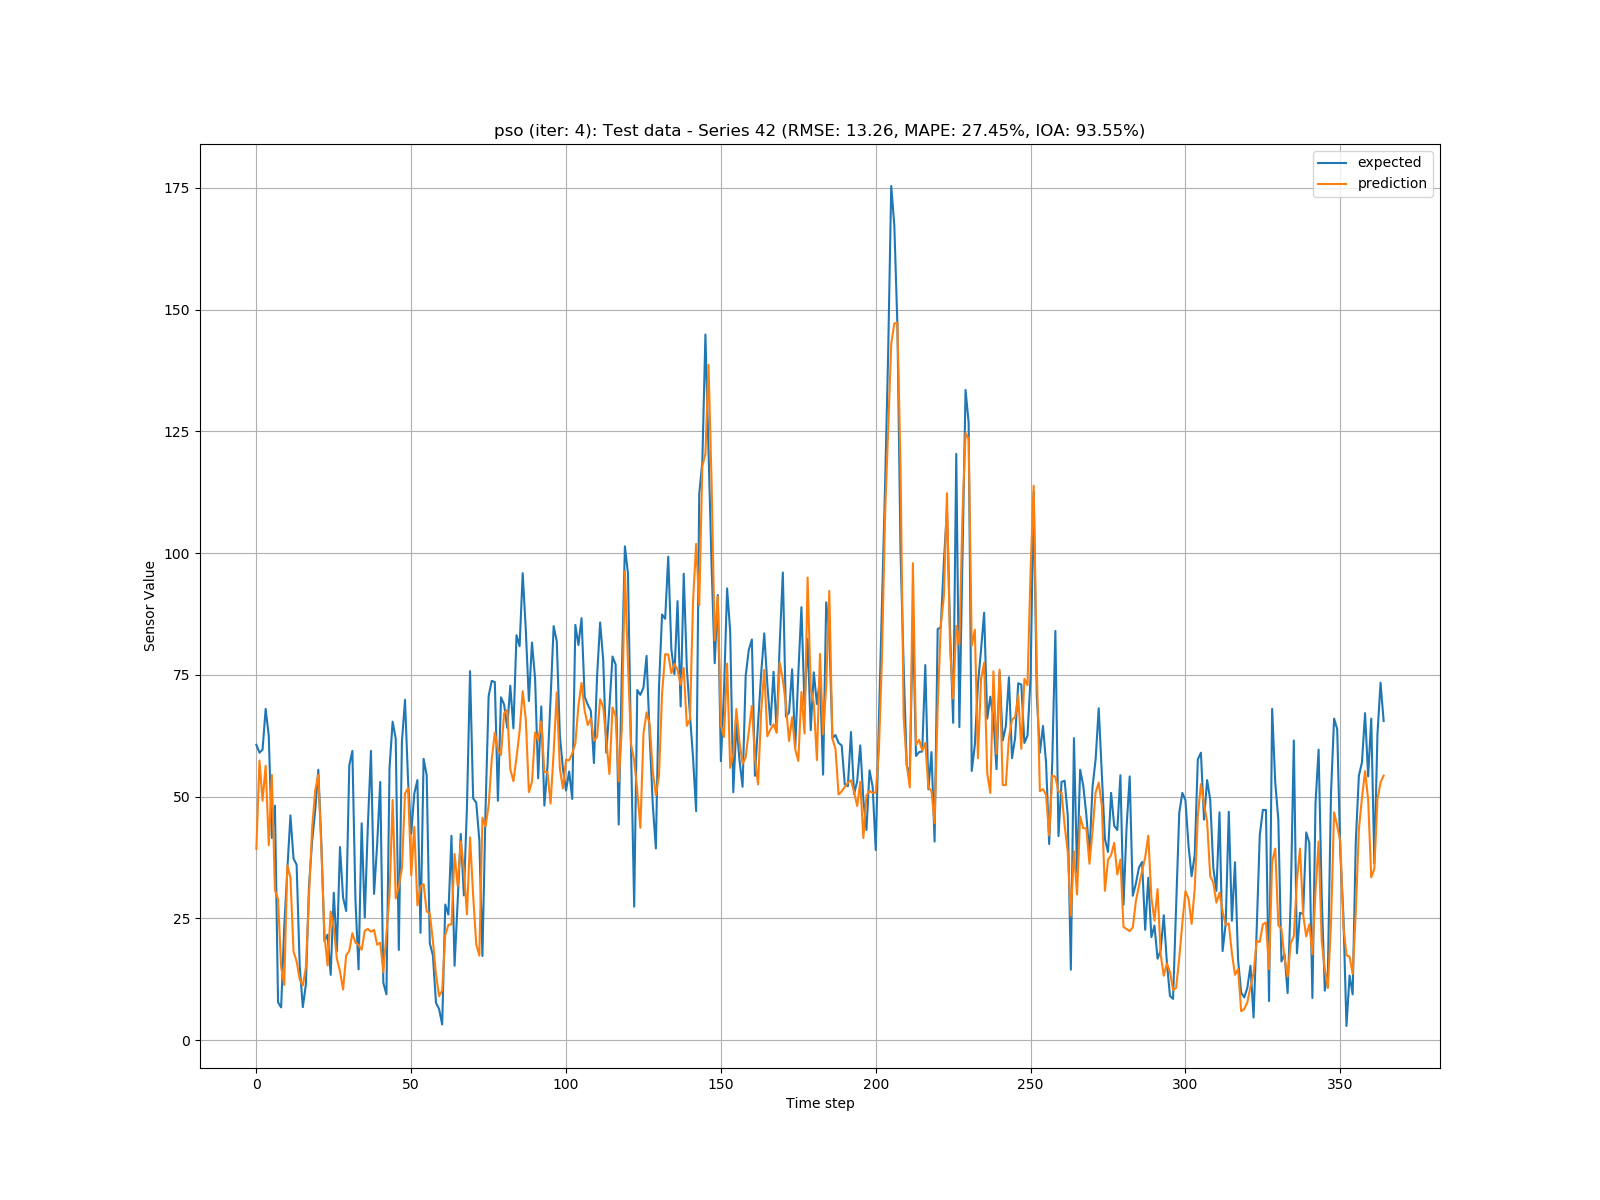 pso (iter: 4): Test data - Series 42 (RMSE: 13.26, MAPE: 27.45%, IOA: 93.55%)
expected
prediction
175
150
125
100
75
50
25
0
Sensor Value
0 50 100 150 200 250 300 350
Time step